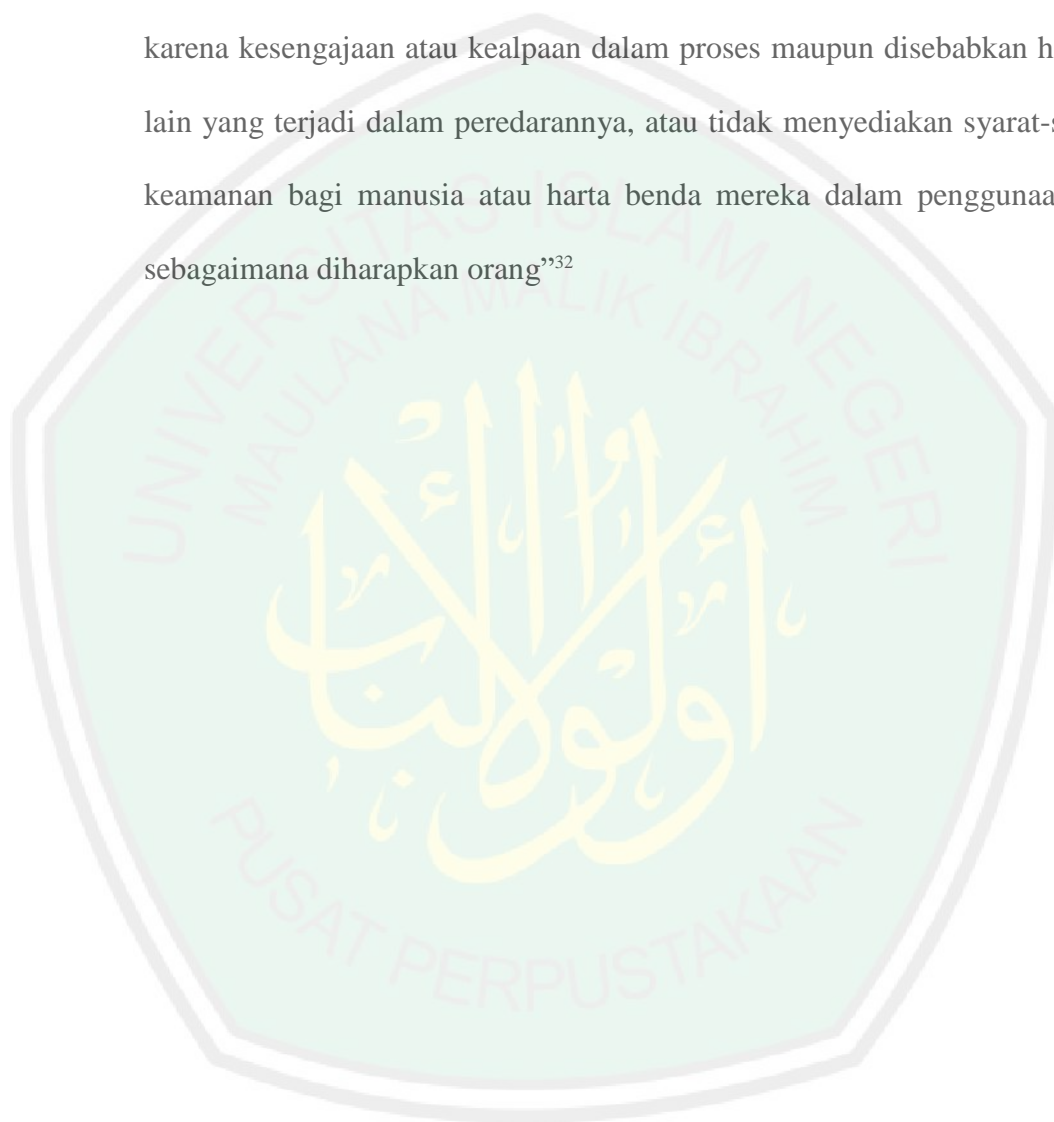 karena kesengajaan atau kealpaan dalam proses maupun disebabkan h
lain yang terjadi dalam peredarannya, atau tidak menyediakan syarat-s
keamanan bagi manusia atau harta benda mereka dalam penggunaa
sebagaimana diharapkan orang”32
UNIVERSITAS ISLAM NEGERI
MAULANA MALIK IBRAHIM
أولوا الألباب
PUSAT PERPUSTAKAAN